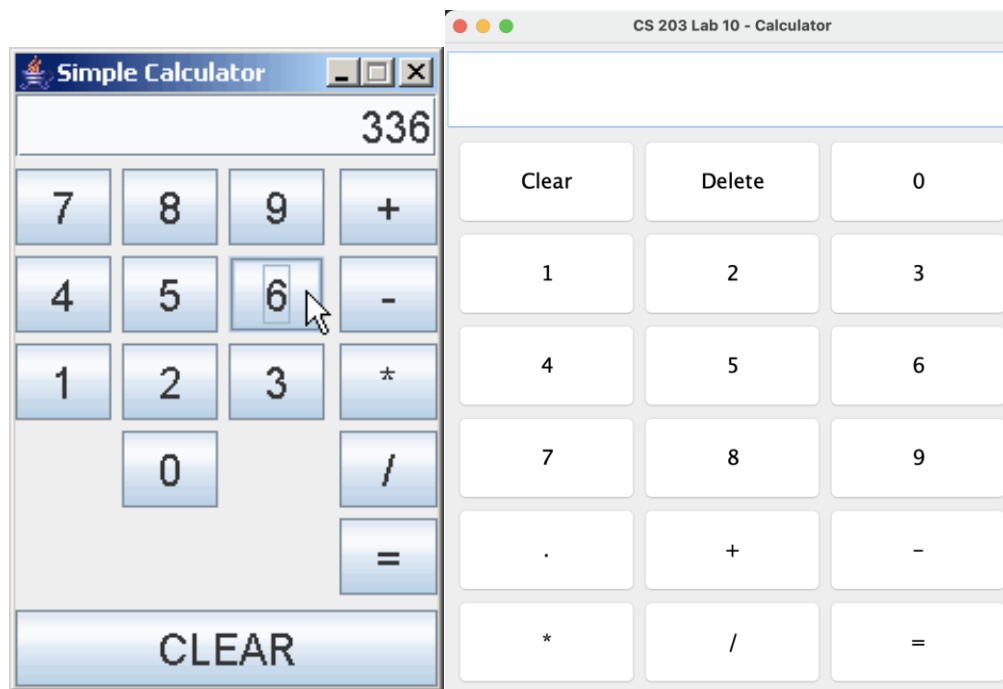 Simple Calculator
336
7 8 9 +
4 5 6 -
1 2 3 *
0 /
=
CLEAR
CS 203 Lab 10 - Calculator
Clear Delete 0
1 2 3
4 5 6
7 8 9
. + -
* / =